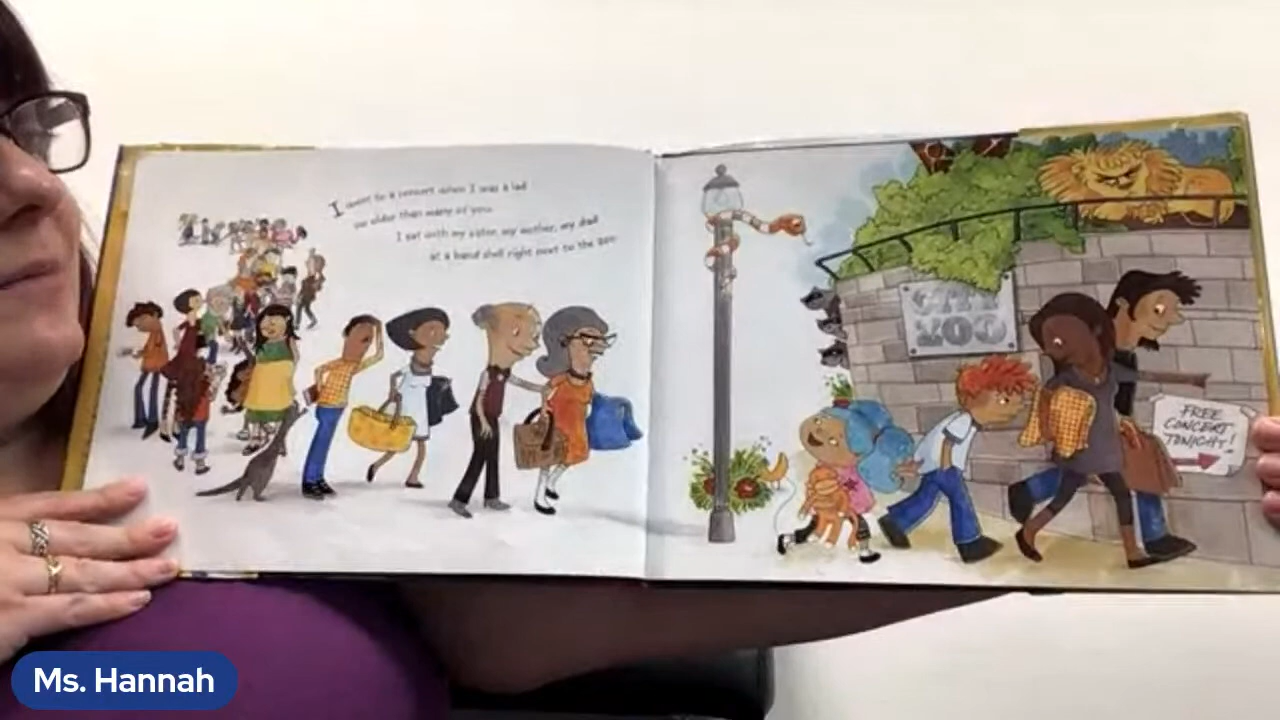 I went to a concert when I was a lad
no older than many of you.
I sat with my sister, my mother, my dad
at a band shell right next to the zoo.
CITY
ZOO
FREE
CONCERT
TONIGHT!
Ms. Hannah